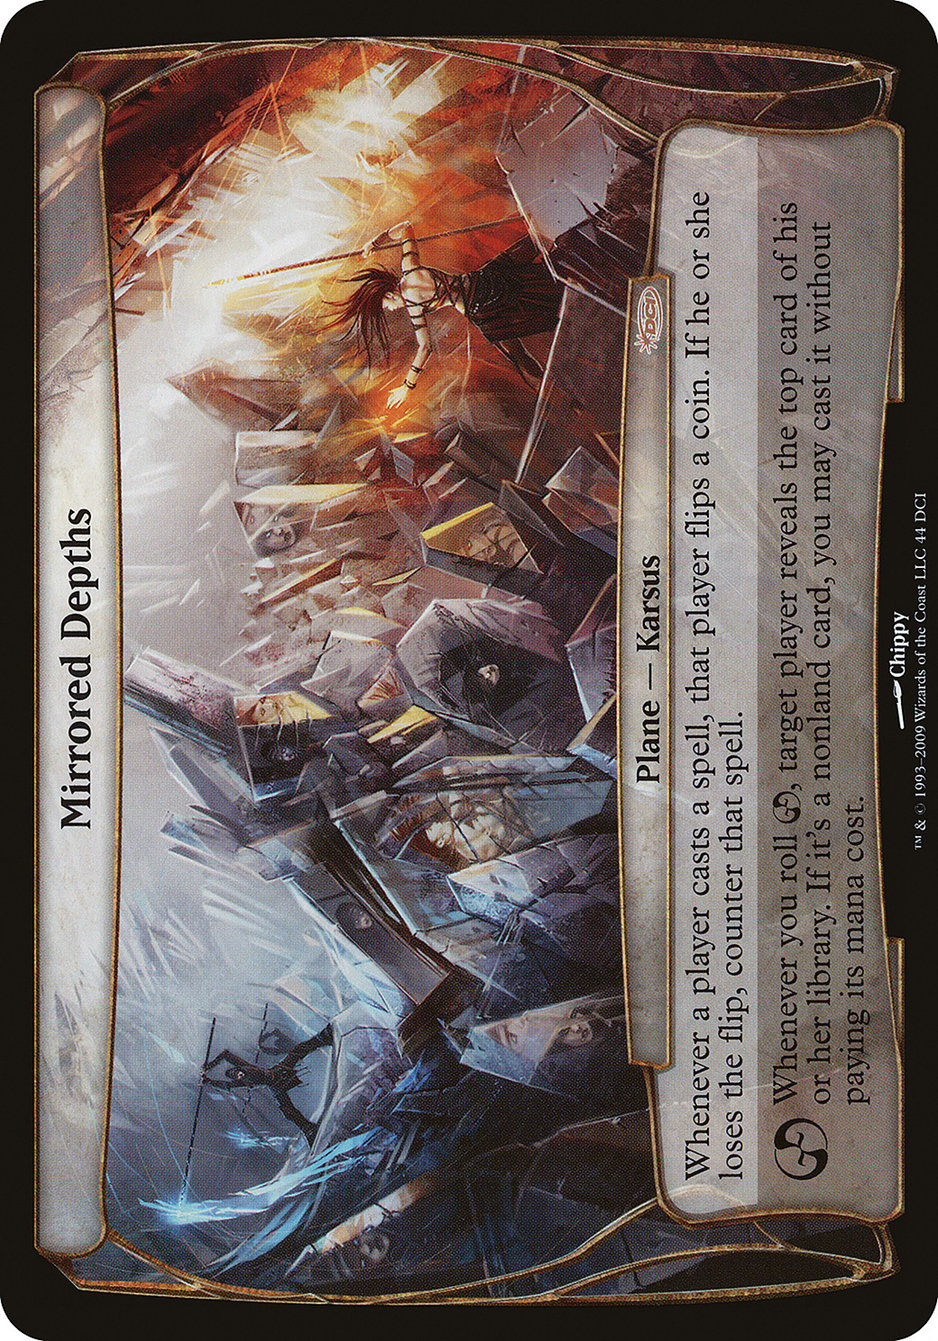 Mirrored Depths
Plane — Karsus
DCI
Whenever a player casts a spell, that player flips a coin. If he or she
loses the flip, counter that spell.
Whenever you roll , target player reveals the top card of his
or her library. If it's a nonland card, you may cast it without
paying its mana cost.
Chippy
™ & © 1993–2009 Wizards of the Coast LLC 44 DCI